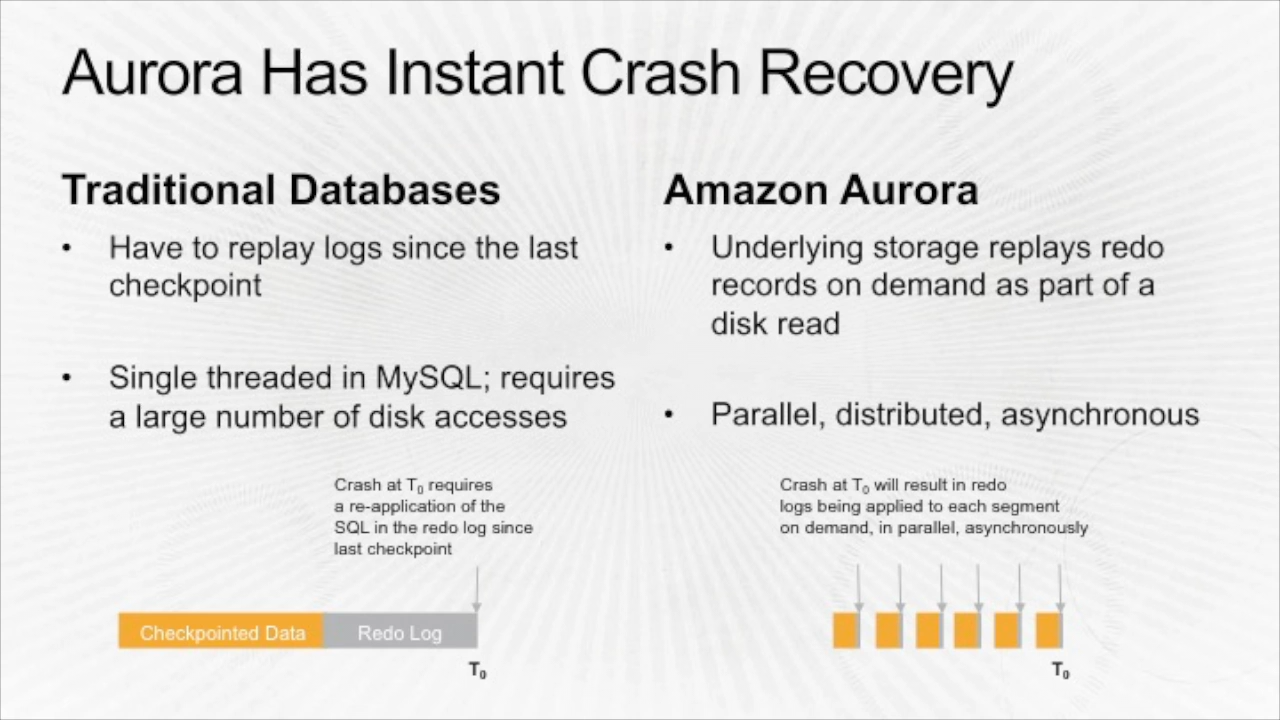 Aurora Has Instant Crash Recovery
Traditional Databases
• Have to replay logs since the last
checkpoint
• Single threaded in MySQL; requires
a large number of disk accesses
Crash at T₀ requires
a re-application of the
SQL in the redo log since
last checkpoint
Checkpointed Data
Redo Log
T₀
Amazon Aurora
• Underlying storage replays redo
records on demand as part of a
disk read
• Parallel, distributed, asynchronous
Crash at T₀ will result in redo
logs being applied to each segment
on demand, in parallel, asynchronously
T₀